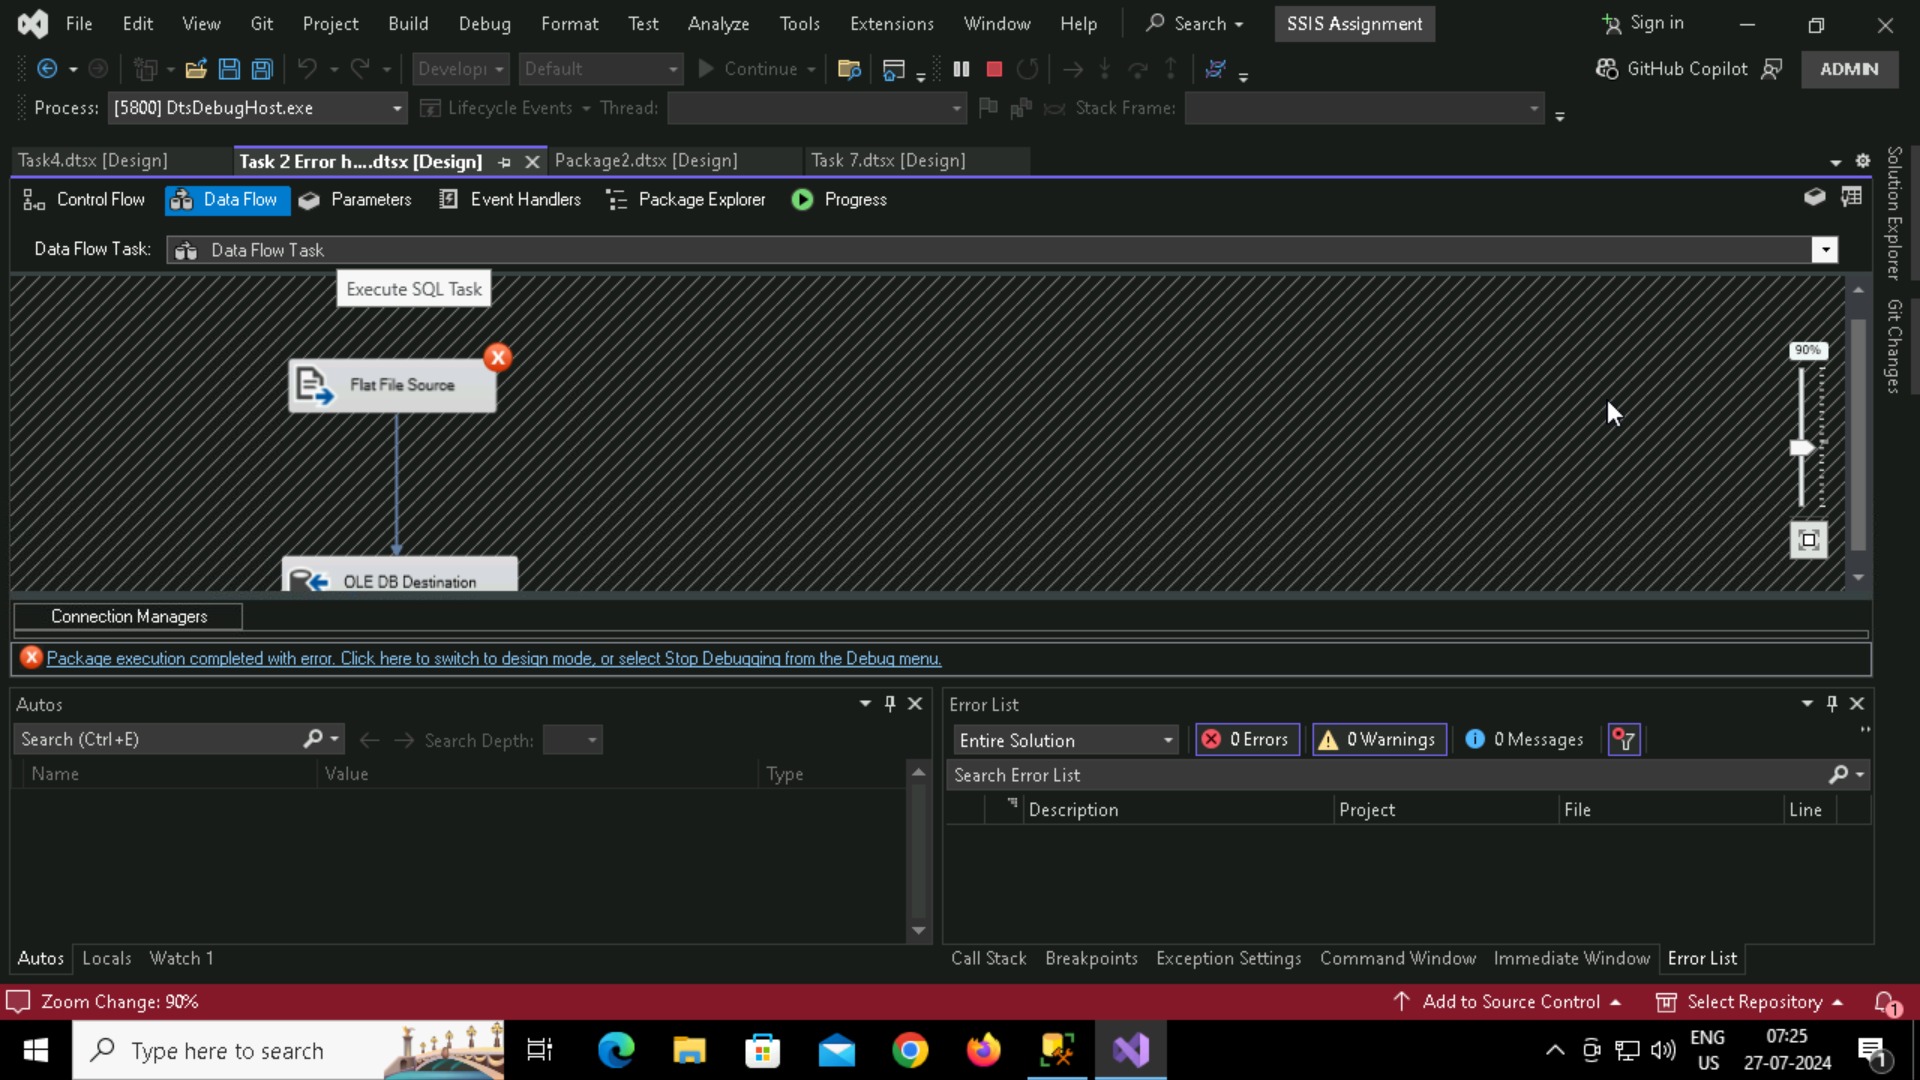 File Edit View Git Project Build Debug Format Test Analyze Tools Extensions Window Help Search SSIS Assignment Sign in
Developi Default Continue GitHub Copilot ADMIN
Process: [5800] DtsDebugHost.exe Lifecycle Events Thread: Stack Frame:
Task4.dtsx [Design] Task 2 Error h....dtsx [Design] Package2.dtsx [Design] Task 7.dtsx [Design]
Control Flow Data Flow Parameters Event Handlers Package Explorer Progress
Data Flow Task: Data Flow Task
Execute SQL Task
Solution Explorer
Git Changes
90%
Flat File Source
OLE DB Destination
Connection Managers
Package execution completed with error. Click here to switch to design mode, or select Stop Debugging from the Debug menu.
Autos
Search (Ctrl+E) Search Depth:
Name Value Type
Autos Locals Watch 1
Error List
Entire Solution 0 Errors 0 Warnings 0 Messages
Search Error List
Description Project File Line
Call Stack Breakpoints Exception Settings Command Window Immediate Window Error List
Zoom Change: 90% Add to Source Control Select Repository 1
Type here to search
ENG
US
07:25
27-07-2024
1